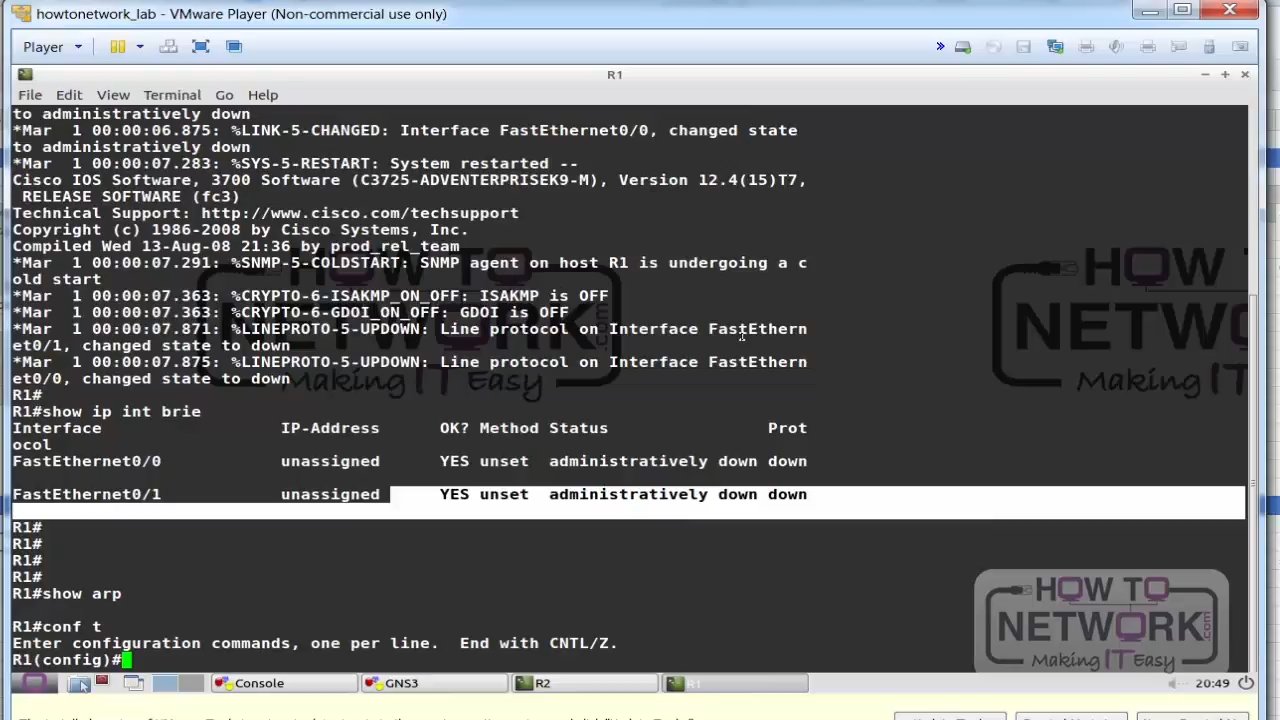 howtonetwork_lab - VMware Player (Non-commercial use only)
Player
R1
File Edit View Terminal Go Help
to administratively down
*Mar  1 00:00:06.875: %LINK-5-CHANGED: Interface FastEthernet0/0, changed state
to administratively down
*Mar  1 00:00:07.283: %SYS-5-RESTART: System restarted --
Cisco IOS Software, 3700 Software (C3725-ADVENTERPRISEK9-M), Version 12.4(15)T7,
RELEASE SOFTWARE (fc3)
Technical Support: http://www.cisco.com/techsupport
Copyright (c) 1986-2008 by Cisco Systems, Inc.
Compiled Wed 13-Aug-08 21:36 by prod_rel_team
*Mar  1 00:00:07.291: %SNMP-5-COLDSTART: SNMP agent on host R1 is undergoing a c
old start
*Mar  1 00:00:07.363: %CRYPTO-6-ISAKMP_ON_OFF: ISAKMP is OFF
*Mar  1 00:00:07.363: %CRYPTO-6-GDOI_ON_OFF: GDOI is OFF
*Mar  1 00:00:07.871: %LINEPROTO-5-UPDOWN: Line protocol on Interface FastEthern
et0/1, changed state to down
*Mar  1 00:00:07.875: %LINEPROTO-5-UPDOWN: Line protocol on Interface FastEthern
et0/0, changed state to down
R1#
R1#show ip int brie
Interface IP-Address OK? Method Status Prot
ocol
FastEthernet0/0 unassigned YES unset administratively down down
FastEthernet0/1 unassigned YES unset administratively down down
R1#
R1#
R1#
R1#
R1#show arp
R1#conf t
Enter configuration commands, one per line.  End with CNTL/Z.
R1(config)#
HOW TO
NETWORK.com
Making IT Easy
Console GNS3 R2 R1 20:49